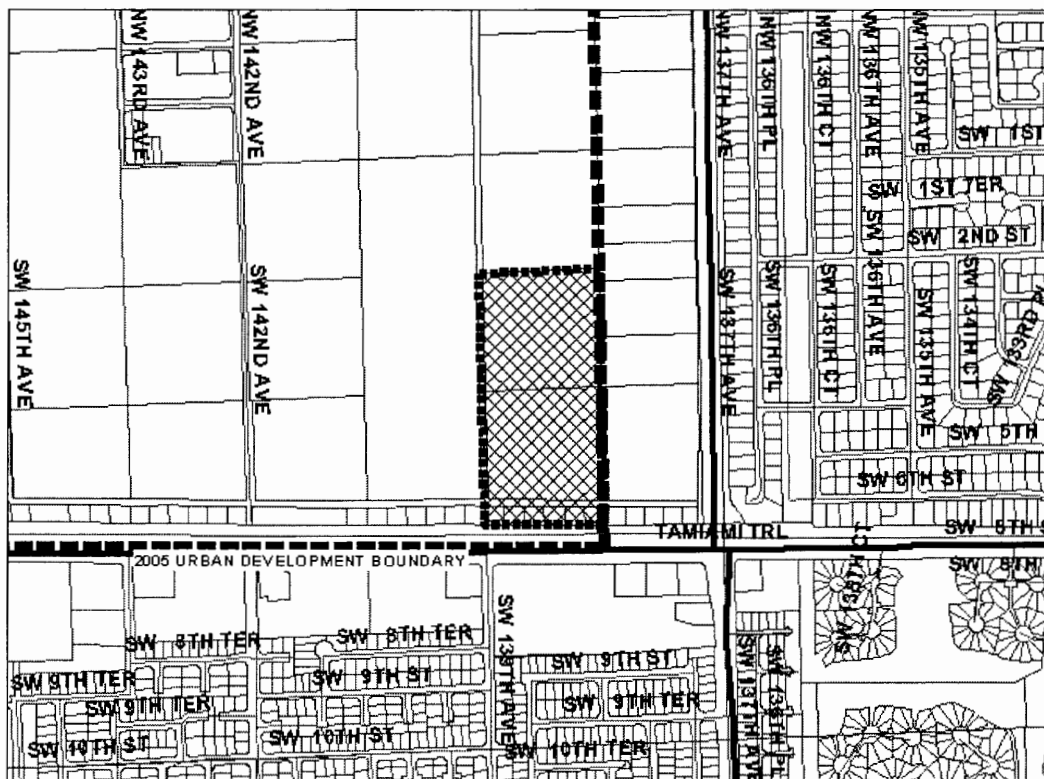 NW 143RD AVE
NW 142ND AVE
NW 137TH AVE
NW 136TH PL
NW 136TH CT
NW 136TH AVE
NW 135TH AVE
SW 1ST
SW 1ST TER
SW 2ND ST
SW 145TH AVE
SW 142ND AVE
SW 137TH AVE
SW 136TH PL
SW 136TH CT
SW 136TH AVE
SW 135TH AVE
SW 134TH CT
SW 133RD PL
SW 5TH
SW 6TH ST
TAMIAMI TRL
SW 8TH S
2005 URBAN DEVELOPMENT BOUNDARY
SW 8TH
SW 138TH AVE
SW 8TH TER
SW 8TH TER
SW 9TH ST
SW 9TH ST
SW 9TH TER
SW 9TH TER
SW 9TH TER
SW 10TH ST
SW 10TH ST
SW 10TH TER
SW 137TH AVE